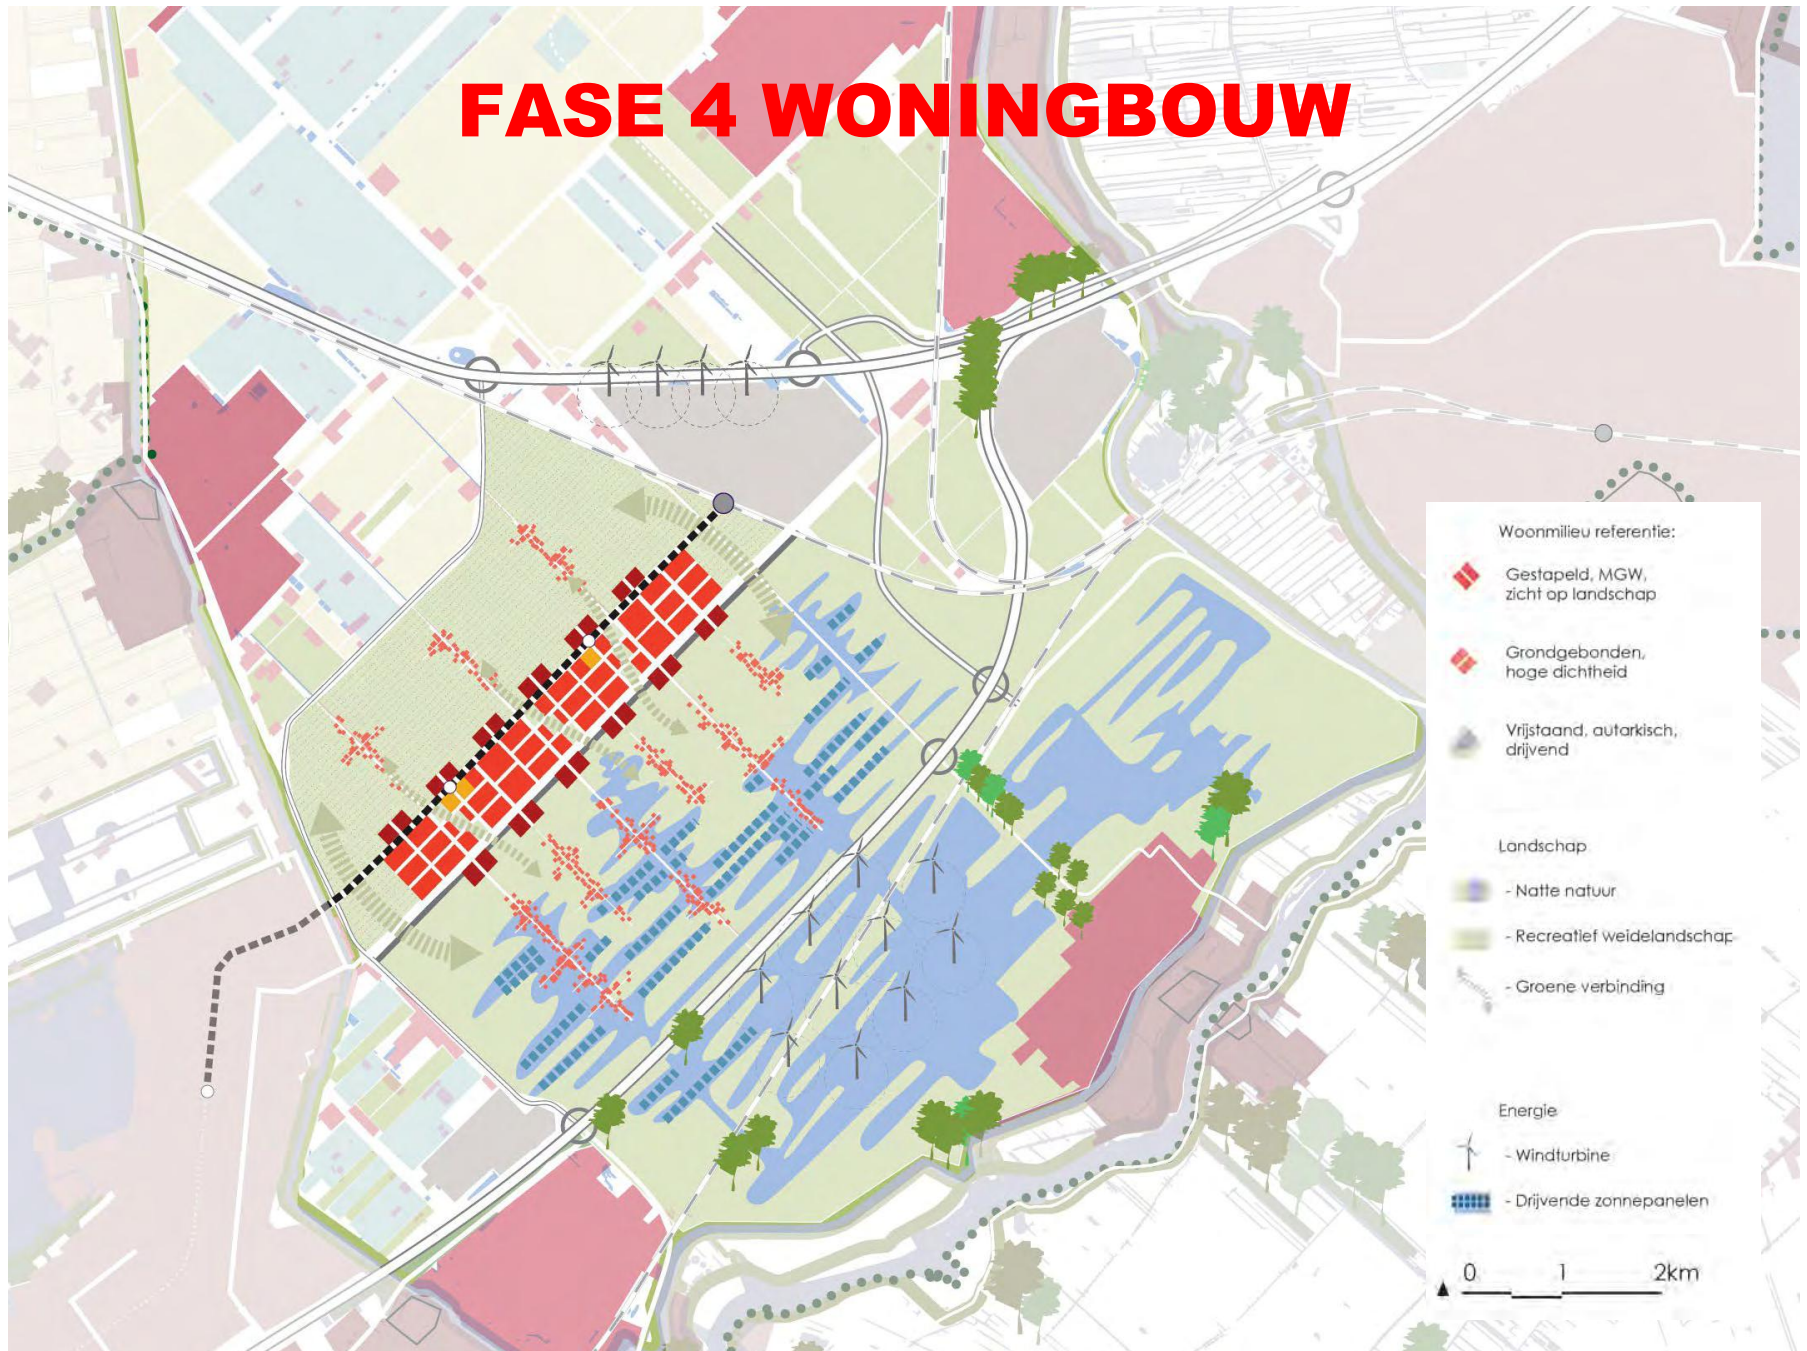 FASE 4 WONINGBOUW
Woonmilieu referentie:
Gestapeld, MGW,
zicht op landschap
Grondgebonden,
hoge dichtheid
Vrijstaand, autarkisch,
drijvend
Landschap
- Natte natuur
- Recreatief weidelandschap
- Groene verbinding
Energie
- Windturbine
- Drijvende zonnepanelen
0 1 2km